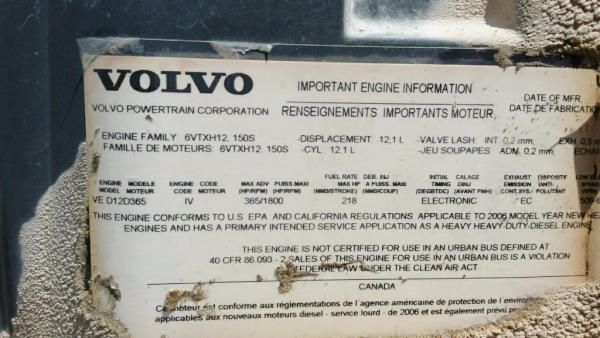 VOLVO
VOLVO POWERTRAIN CORPORATION
IMPORTANT ENGINE INFORMATION
RENSEIGNEMENTS IMPORTANTS MOTEUR
DATE OF MFR.
DATE DE FABRICATION
ENGINE FAMILY: 6VTXH12. 150S -DISPLACEMENT 12,1 L -VALVE LASH INT. 0,2 mm, EXH. 0,5
FAMILLE DE MOTEURS: 6VTXH12. 150S -CYL 12.1 L -JEU SOUPAPES: ADM. 0,2 mm,
ENGINE MODELE ENGINE CODE MAX ADV PUISS.MAXI FUEL RATE DEB. INJ INITIAL CALAGE EXHAUST DISPOSITIF
MODEL MOTEUR CODE MOTEUR (HP/RPM) (HP/RPM) MAX HP A PUISS. MAXI TIMING DINJ EMISSION ANTI
(MM3/STROKE) (MM3/COUP) (DEG BTDC) (AVANT PMH) CONT.-SYST. POLLUTION
VE D12D365 IV 365/1800 218 ELECTRONIC EC
THIS ENGINE CONFORMS TO U.S EPA AND CALIFORNIA REGULATIONS APPLICABLE TO 2006 MODEL YEAR NEW
ENGINES AND HAS A PRIMARY INTENDED SERVICE APPLICATION AS A HEAVY HEAVY-DUTY-DIESEL ENGINE
THIS ENGINE IS NOT CERTIFIED FOR USE IN AN URBAN BUS DEFINED AT
40 CFR 86 093 - 2 SALES OF THIS ENGINE FOR USE IN AN URBAN BUS IS A VIOLATION
FEDERAL LAW UNDER THE CLEAN AIR ACT
CANADA
Ce moteur est conforme aux réglementations de l'agence américaine de protection de l'
applicables aux nouveaux moteurs diesel - service lourd - de 2006 et est également prévu